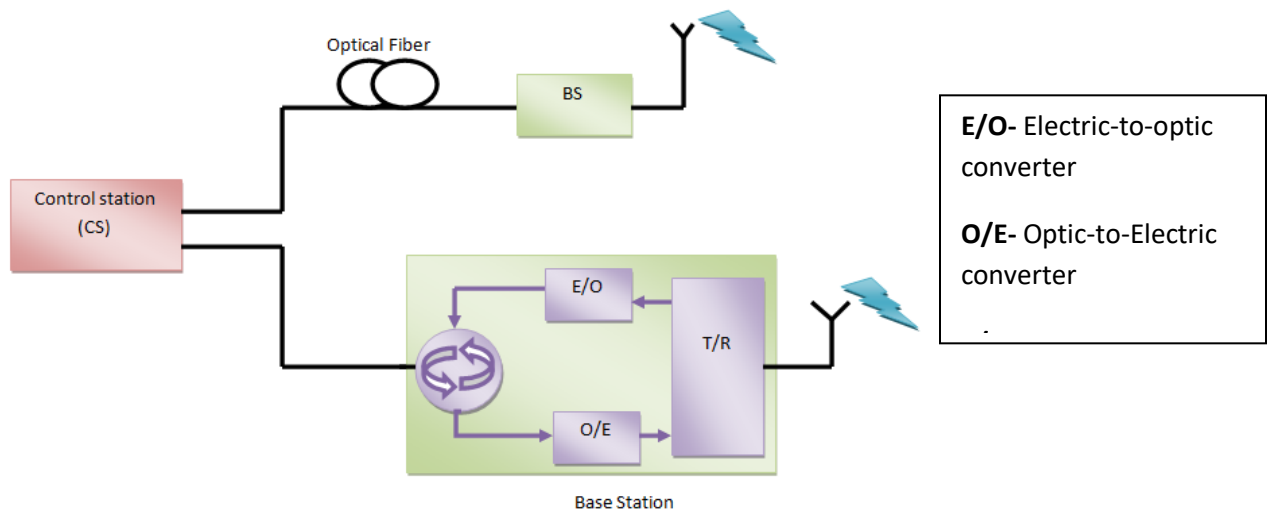 Optical Fiber
BS
Control station
(CS)
E/O
T/R
O/E
Base Station
E/O- Electric-to-optic
converter
O/E- Optic-to-Electric
converter